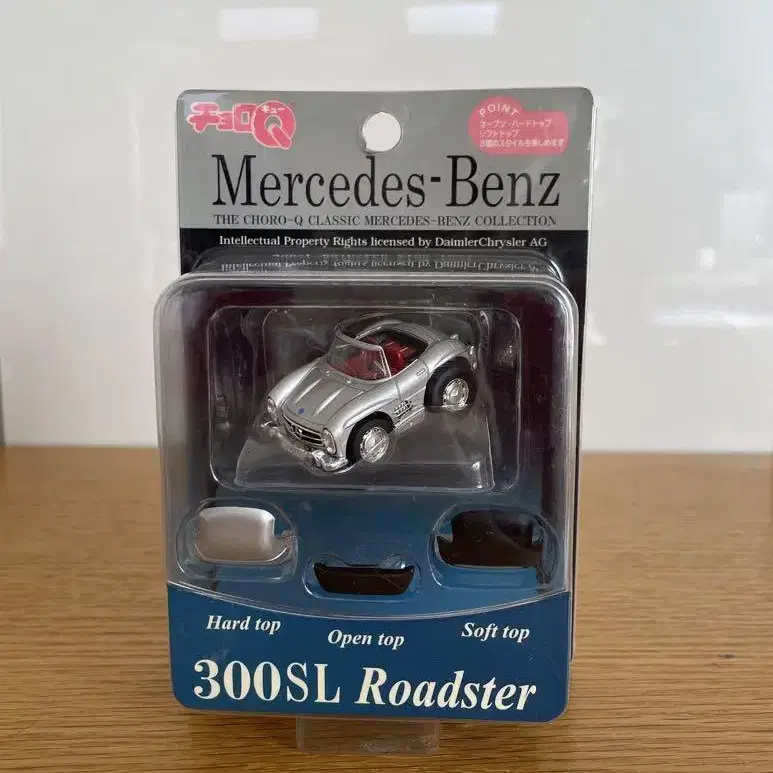 チョロQ
キュー
POINT
オープン・ハードトップ
ソフトトップ
3種のスタイルを楽しめます
Mercedes-Benz
THE CHORO-Q CLASSIC MERCEDES-BENZ COLLECTION
Intellectual Property Rights licensed by DaimlerChrysler AG
Hard top
Open top
Soft top
300SL Roadster